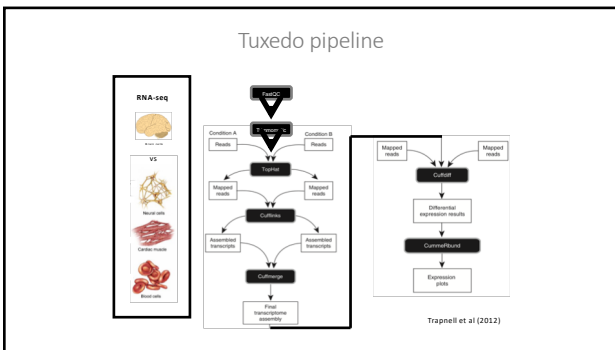 Tuxedo pipeline
RNA-seq
vs
Neural cells
Cardiac muscle
Blood cells
FastQC
Condition A
Condition B
Reads
Reads
TopHat
Mapped
reads
Mapped
reads
Cufflinks
Assembled
transcripts
Assembled
transcripts
Cuffmerge
Final
transcriptome
assembly
Mapped
reads
Mapped
reads
Cuffdiff
Differential
expression results
CummeRbund
Expression
plots
Trapnell et al (2012)